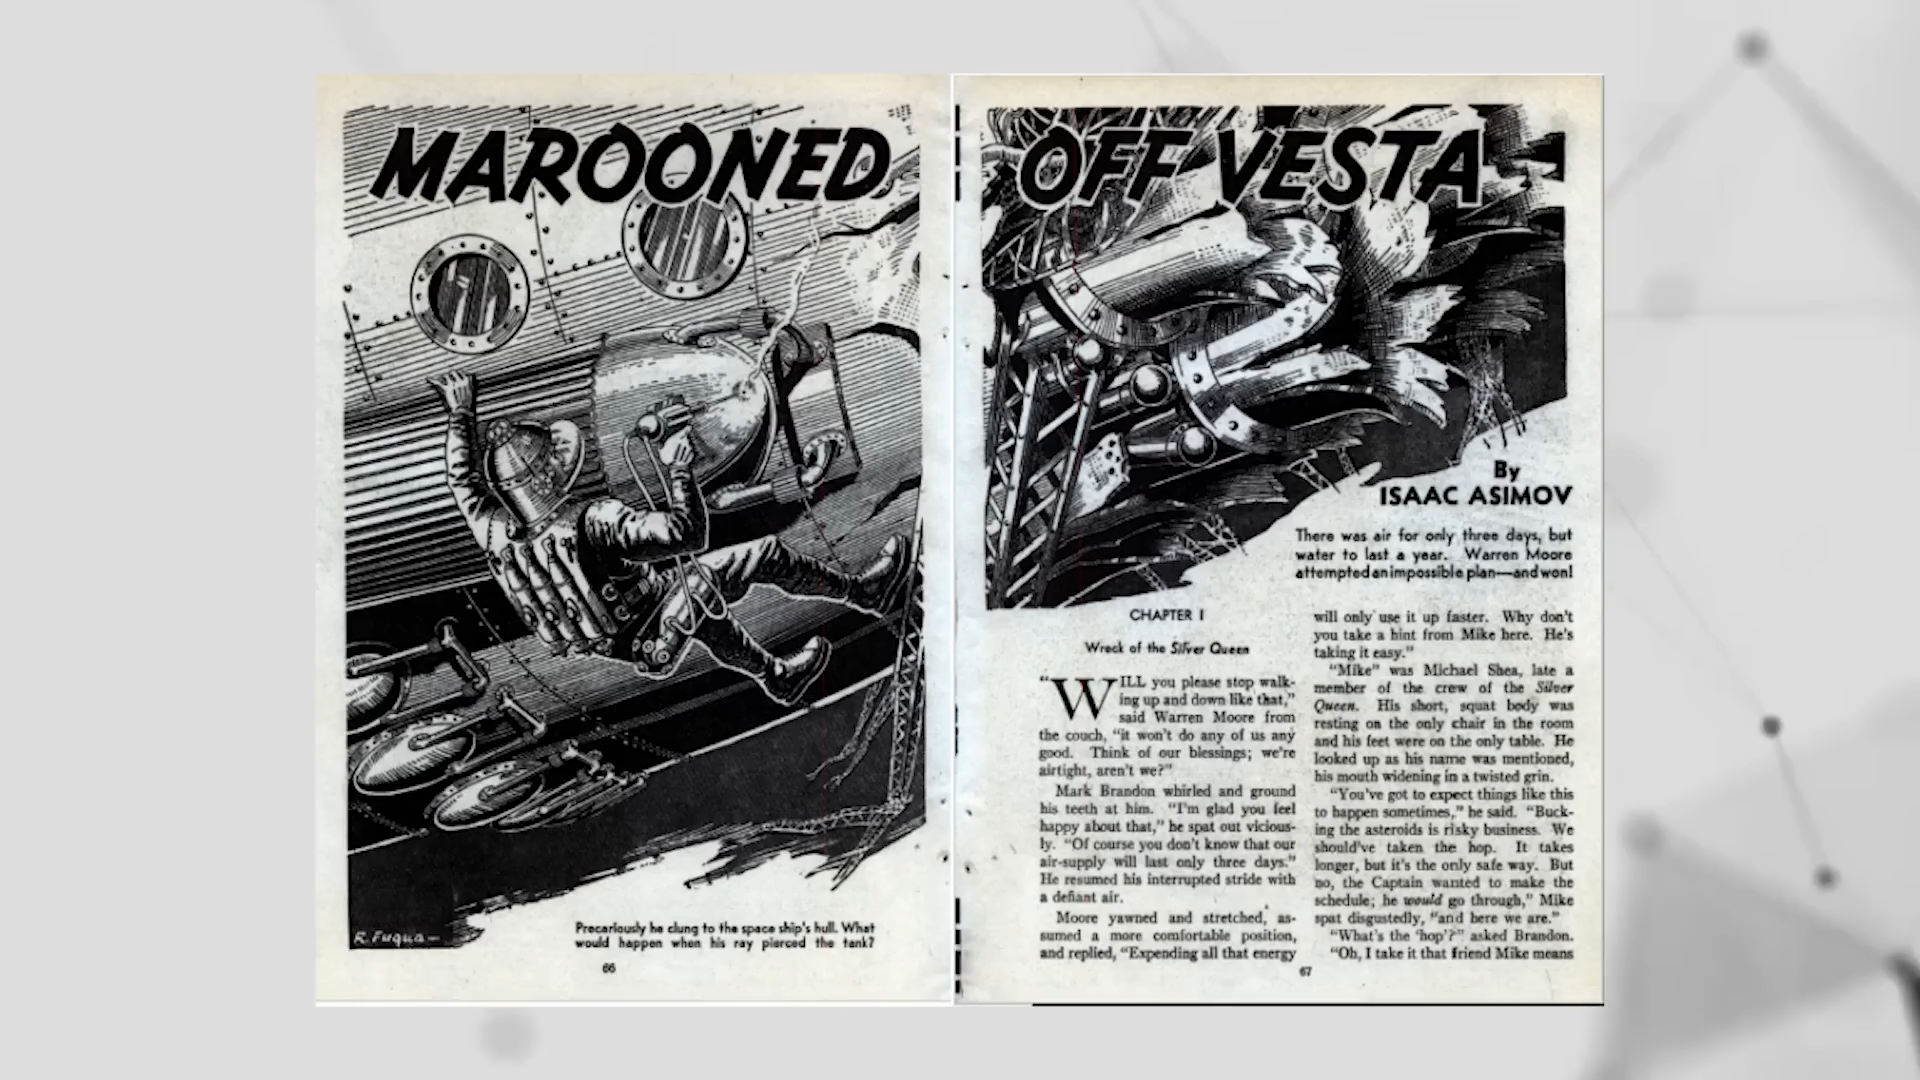 MAROONED OFF VESTA
R. Fuqua—
Precariously he clung to the space ship's hull. What
would happen when his ray pierced the tank?
66
By
ISAAC ASIMOV
There was air for only three days, but
water to last a year. Warren Moore
attempted an impossible plan—and won!
CHAPTER I
Wreck of the Silver Queen
"WILL you please stop walk-
ing up and down like that,"
said Warren Moore from
the couch, "it won't do any of us any
good. Think of our blessings; we're
airtight, aren't we?"
Mark Brandon whirled and ground
his teeth at him. "I'm glad you feel
happy about that," he spat out vicious-
ly. "Of course you don't know that our
air-supply will last only three days."
He resumed his interrupted stride with
a defiant air.
Moore yawned and stretched, as-
sumed a more comfortable position,
and replied, "Expending all that energy
will only use it up faster. Why don't
you take a hint from Mike here. He's
taking it easy."
"Mike" was Michael Shea, late a
member of the crew of the Silver
Queen. His short, squat body was
resting on the only chair in the room
and his feet were on the only table. He
looked up as his name was mentioned,
his mouth widening in a twisted grin.
"You've got to expect things like this
to happen sometimes," he said. "Buck-
ing the asteroids is risky business. We
should've taken the hop. It takes
longer, but it's the only safe way. But
no, the Captain wanted to make the
schedule; he would go through," Mike
spat disgustedly, "and here we are."
"What's the 'hop'?" asked Brandon.
"Oh, I take it that friend Mike means
67